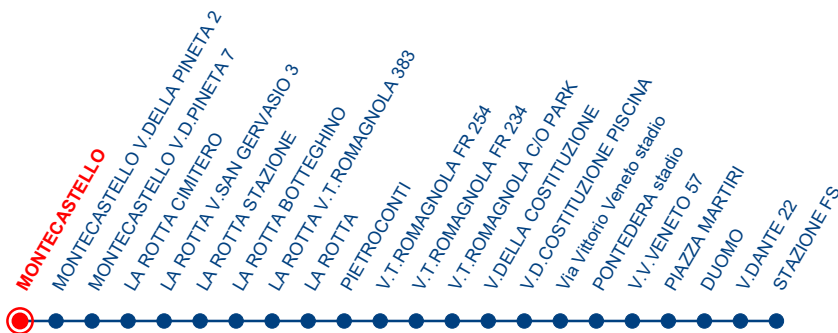 MONTECASTELLO
MONTECASTELLO V.DELLA PINETA 2
MONTECASTELLO V.D.PINETA 7
LA ROTTA CIMITERO
LA ROTTA V.SAN GERVASIO 3
LA ROTTA STAZIONE
LA ROTTA BOTTEGHINO
LA ROTTA V.T.ROMAGNOLA 383
LA ROTTA
PIETROCONTI
V.T.ROMAGNOLA FR 254
V.T.ROMAGNOLA FR 234
V.T.ROMAGNOLA C/O PARK
V.DELLA COSTITUZIONE
V.D. COSTITUZIONE PISCINA
Via Vittorio Veneto stadio
PONTEDERA stadio
V.V.VENETO 57
PIAZZA MARTIRI
DUOMO
V.DANTE 22
STAZIONE FS